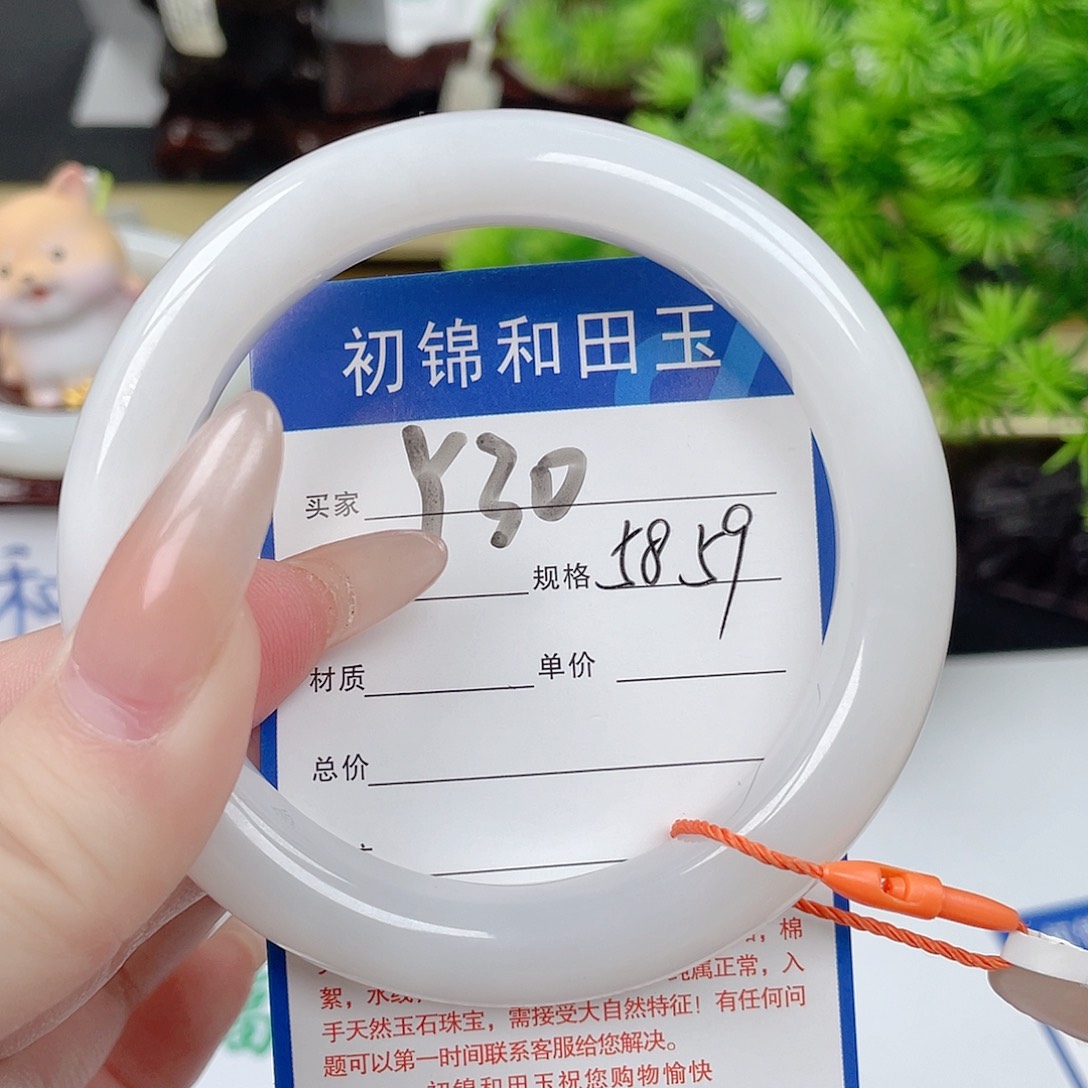 初锦和田玉
买家 Y30
规格 58 59
材质 单价
总价
棉
絮，水线，纯属正常，入
手天然玉石珠宝，需接受大自然特征！有任何问
题可以第一时间联系客服给您解决。
初锦和田玉祝您购物愉快
和